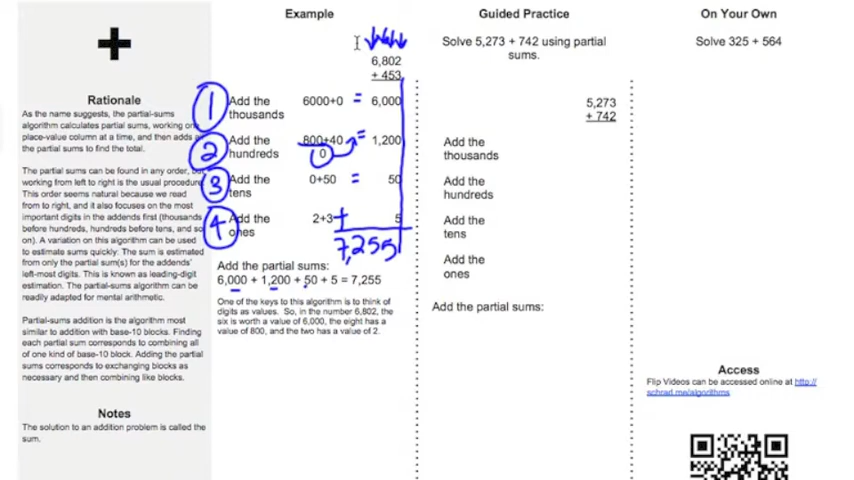 Example
Guided Practice
On Your Own
Solve 5,273 + 742 using partial
sums.
Solve 325 + 564
Rationale
As the name suggests, the partial-sums
algorithm calculates partial sums, working one
place-value column at a time, and then adds all
the partial sums to find the total.
The partial sums can be found in any order, but
working from left to right is the usual procedure.
This order seems natural because we read
from to right, and it also focuses on the most
important digits in the addends first (thousands
before hundreds, hundreds before tens, and so
on). A variation on this algorithm can be used
to estimate sums quickly. The sum is estimated
from only the partial sum(s) for the addends'
left-most digits. This is known as leading-digit
estimation. The partial-sums algorithm can be
readily adapted for mental arithmetic.
Partial-sums addition is the algorithm most
similar to addition with base-10 blocks. Finding
each partial sum corresponds to combining all
of one kind of base-10 block. Adding the partial
sums corresponds to exchanging blocks as
necessary and then combining like blocks.
Notes
The solution to an addition problem is called the
sum.
6,802
+ 453
1 Add the thousands 6000+0 = 6,000
2 Add the hundreds 800+40 0 = 1,200
3 Add the tens 0+50 = 50
4 Add the ones 2+3 + 5
7,255
Add the partial sums:
6,000 + 1,200 + 50 + 5 = 7,255
One of the keys to this algorithm is to think of
digits as values. So, in the number 6,802, the
six is worth a value of 6,000, the eight has a
value of 800, and the two has a value of 2.
5,273
+ 742
Add the
thousands
Add the
hundreds
Add the
tens
Add the
ones
Add the partial sums:
Access
Flip Videos can be accessed online at http://
schrad.me/algorithms